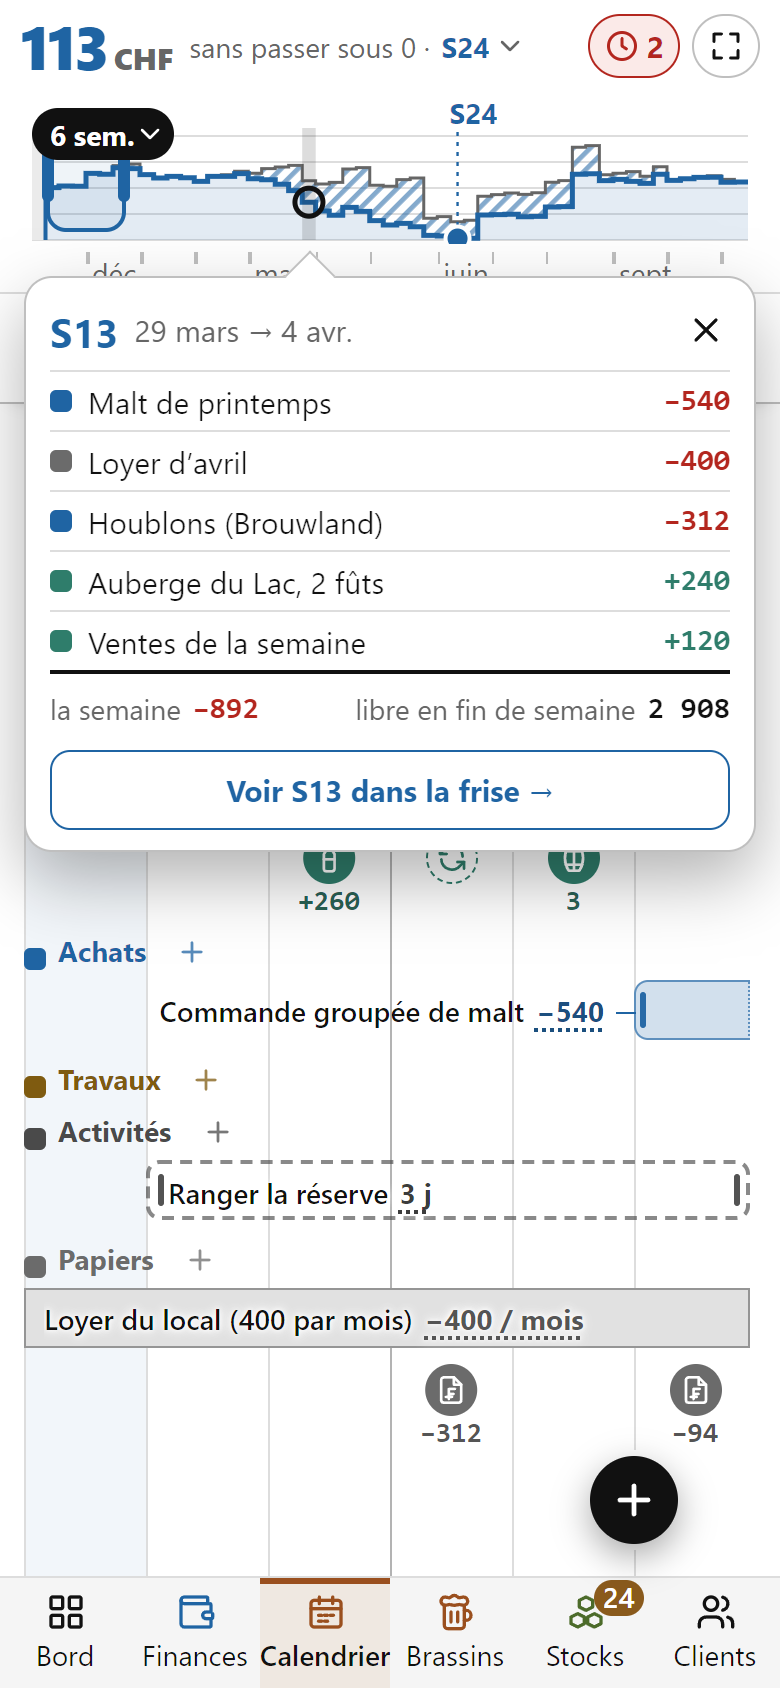 113 CHF sans passer sous 0 · S24
2
S24
6 sem.
déc
juin
sept
S13 29 mars → 4 avr.
Malt de printemps −540
Loyer d’avril −400
Houblons (Brouwland) −312
Auberge du Lac, 2 fûts +240
Ventes de la semaine +120
la semaine −892 libre en fin de semaine 2 908
Voir S13 dans la frise →
+260 3
Achats +
Commande groupée de malt −540
Travaux +
Activités +
Ranger la réserve 3 j
Papiers +
Loyer du local (400 par mois) −400 / mois
−312 −94
+
24
Bord Finances Calendrier Brassins Stocks Clients